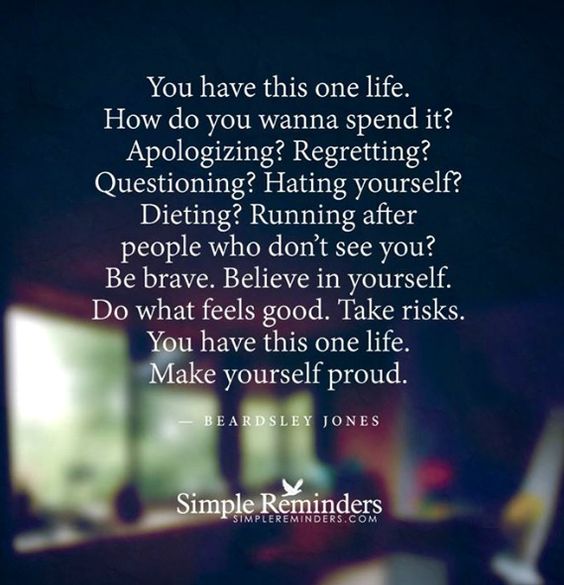 You have this one life.
How do you wanna spend it?
Apologizing? Regretting?
Questioning? Hating yourself?
Dieting? Running after
people who don't see you?
Be brave. Believe in yourself.
Do what feels good. Take risks.
You have this one life.
Make yourself proud.
— BEARDSLEY JONES
Simple Reminders
SIMPLEREMINDERS.COM